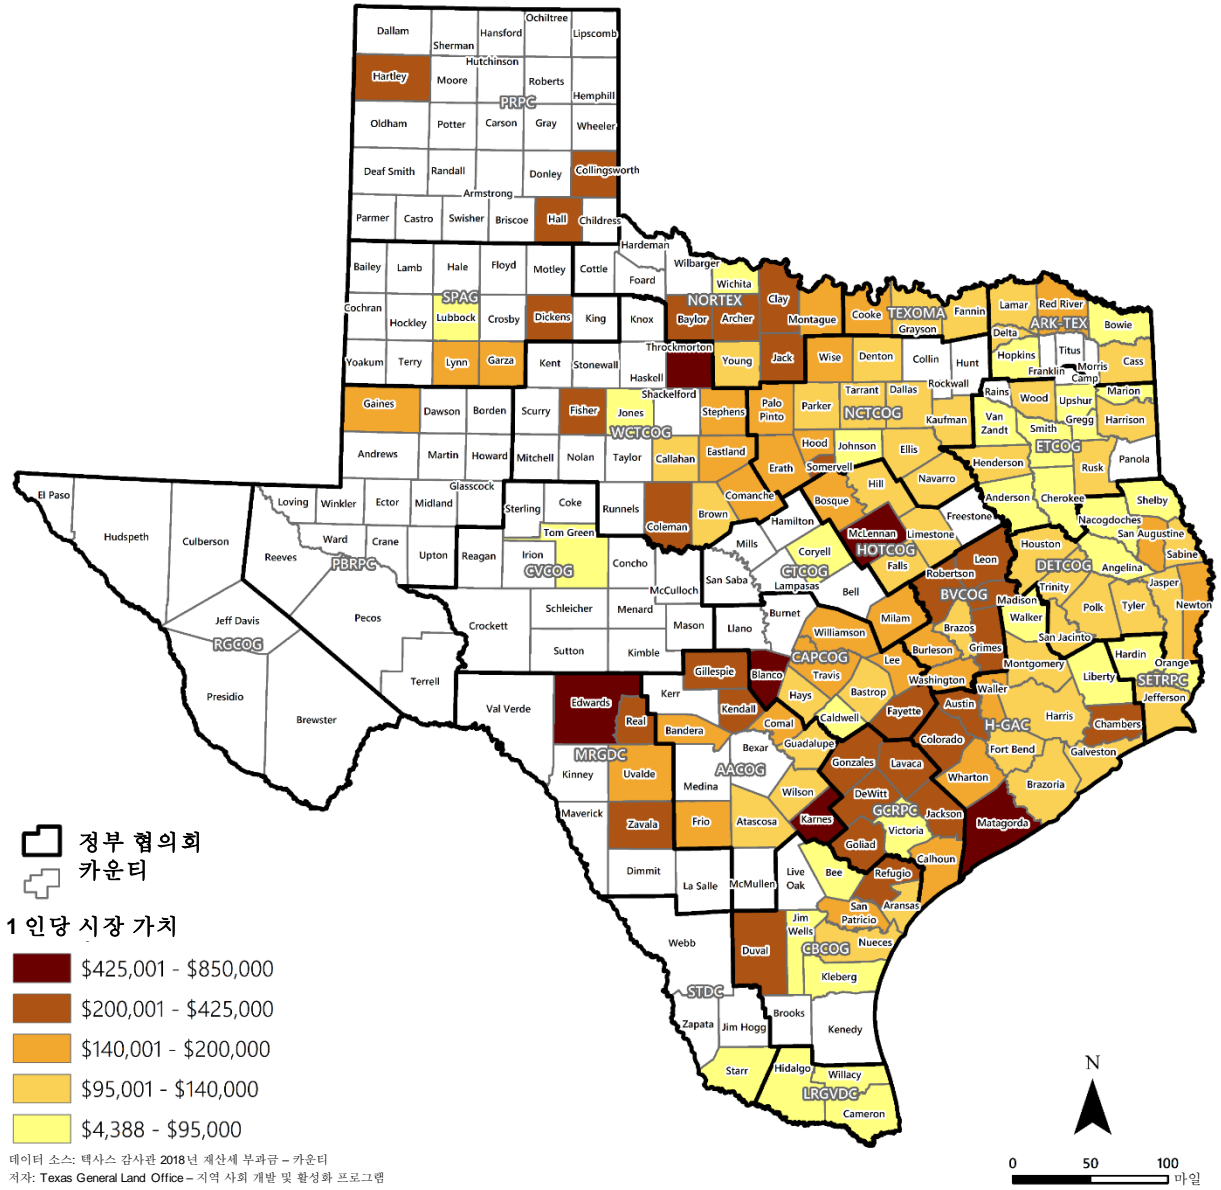 Dallam
Sherman
Hansford
Ochiltree
Lipscomb
Hartley
Moore
Hutchinson
Roberts
Hemphill
PRPC
Oldham
Potter
Carson
Gray
Wheeler
Deaf Smith
Randall
Armstrong
Donley
Collingsworth
Parmer
Castro
Swisher
Briscoe
Hall
Childress
Bailey
Lamb
Hale
Floyd
Motley
Cottle
Hardeman
Foard
Wilbarger
Wichita
SPAG
Cochran
Hockley
Lubbock
Crosby
Dickens
King
Knox
NORTEX
Baylor
Archer
Clay
Montague
Cooke
TEXOMA
Grayson
Fannin
Lamar
Red River
ARK-TEX
Bowie
Delta
Yoakum
Terry
Lynn
Garza
Kent
Stonewall
Haskell
Throckmorton
Young
Jack
Wise
Denton
Collin
Hunt
Hopkins
Franklin
Titus
Morris
Camp
Cass
Rockwall
Gaines
Dawson
Borden
Scurry
Fisher
Jones
Shackelford
Stephens
WCTCOG
Palo
Pinto
Parker
Tarrant
Dallas
NCTCOG
Kaufman
Rains
Wood
Upshur
Marion
Gregg
Harrison
Van
Zandt
Smith
ETCOG
Andrews
Martin
Howard
Mitchell
Nolan
Taylor
Callahan
Eastland
Erath
Hood
Somervell
Johnson
Ellis
Navarro
Henderson
Rusk
Panola
El Paso
Hudspeth
Culberson
Loving
Winkler
Ector
Midland
Glasscock
Sterling
Coke
Runnels
Coleman
Brown
Comanche
Bosque
Hill
Freestone
Anderson
Cherokee
Shelby
Nacogdoches
San Augustine
Sabine
Reeves
Ward
Crane
Upton
PBRPC
Reagan
Irion
Tom Green
CVCOG
Concho
McCulloch
San Saba
Mills
Hamilton
Coryell
CTCOG
Lampasas
Bell
McLennan
HOTCOG
Limestone
Falls
Robertson
Leon
BVCOG
Madison
Houston
DETCOG
Trinity
Angelina
Walker
Polk
Tyler
Jasper
Newton
San Jacinto
Jeff Davis
RGCOG
Presidio
Brewster
Pecos
Terrell
Crockett
Schleicher
Sutton
Menard
Kimble
Mason
Llano
Burnet
Williamson
CAPCOG
Travis
Milam
Brazos
Burleson
Grimes
Lee
Washington
Montgomery
Liberty
Hardin
Orange
SETRPC
Jefferson
Val Verde
Edwards
Real
Kerr
Gillespie
Kendall
Blanco
Hays
Bastrop
Caldwell
Fayette
Austin
Waller
H-GAC
Harris
Chambers
Galveston
Fort Bend
Brazoria
Colorado
Wharton
Matagorda
MRGDC
Kinney
Uvalde
Bandera
Medina
Bexar
AACOG
Comal
Guadalupe
Wilson
Gonzales
Lavaca
DeWitt
GCRPC
Jackson
Victoria
Karnes
Goliad
Calhoun
Maverick
Zavala
Frio
Atascosa
Dimmit
La Salle
McMullen
Live
Oak
Bee
Refugio
Aransas
San
Patricio
Jim
Wells
CBCOG
Nueces
Kleberg
Webb
Duval
STDC
Zapata
Jim Hogg
Brooks
Kenedy
Starr
Hidalgo
Willacy
LRGVDC
Cameron
정부 협의회
카운티
1 인당 시장 가치
$425,001 - $850,000
$200,001 - $425,000
$140,001 - $200,000
$95,001 - $140,000
$4,388 - $95,000
데이터 소스: 텍사스 감사관 2018년 재산세 부과금 – 카운티
저자: Texas General Land Office – 지역 사회 개발 및 활성화 프로그램
N
0 50 100
마일